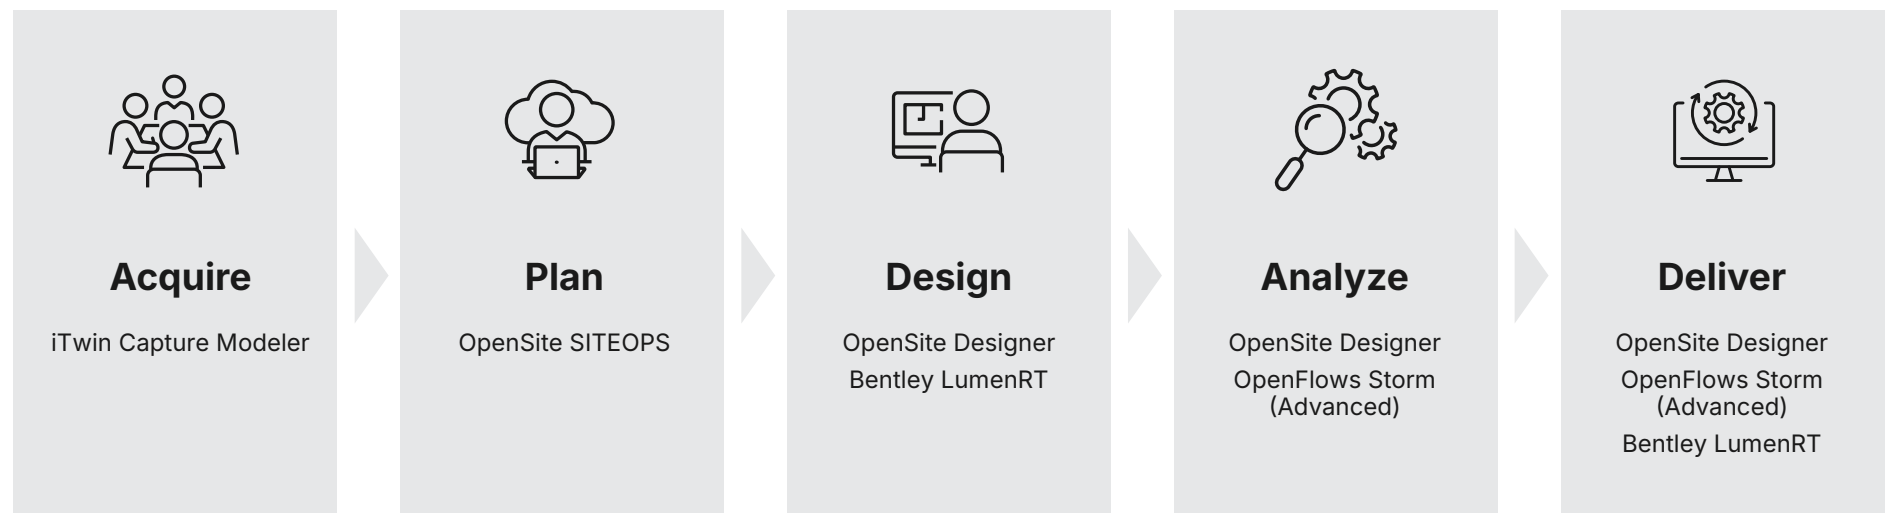 Acquire
iTwin Capture Modeler
Plan
OpenSite SITEOPS
Design
OpenSite Designer
Bentley LumenRT
Analyze
OpenSite Designer
OpenFlows Storm
(Advanced)
Deliver
OpenSite Designer
OpenFlows Storm
(Advanced)
Bentley LumenRT